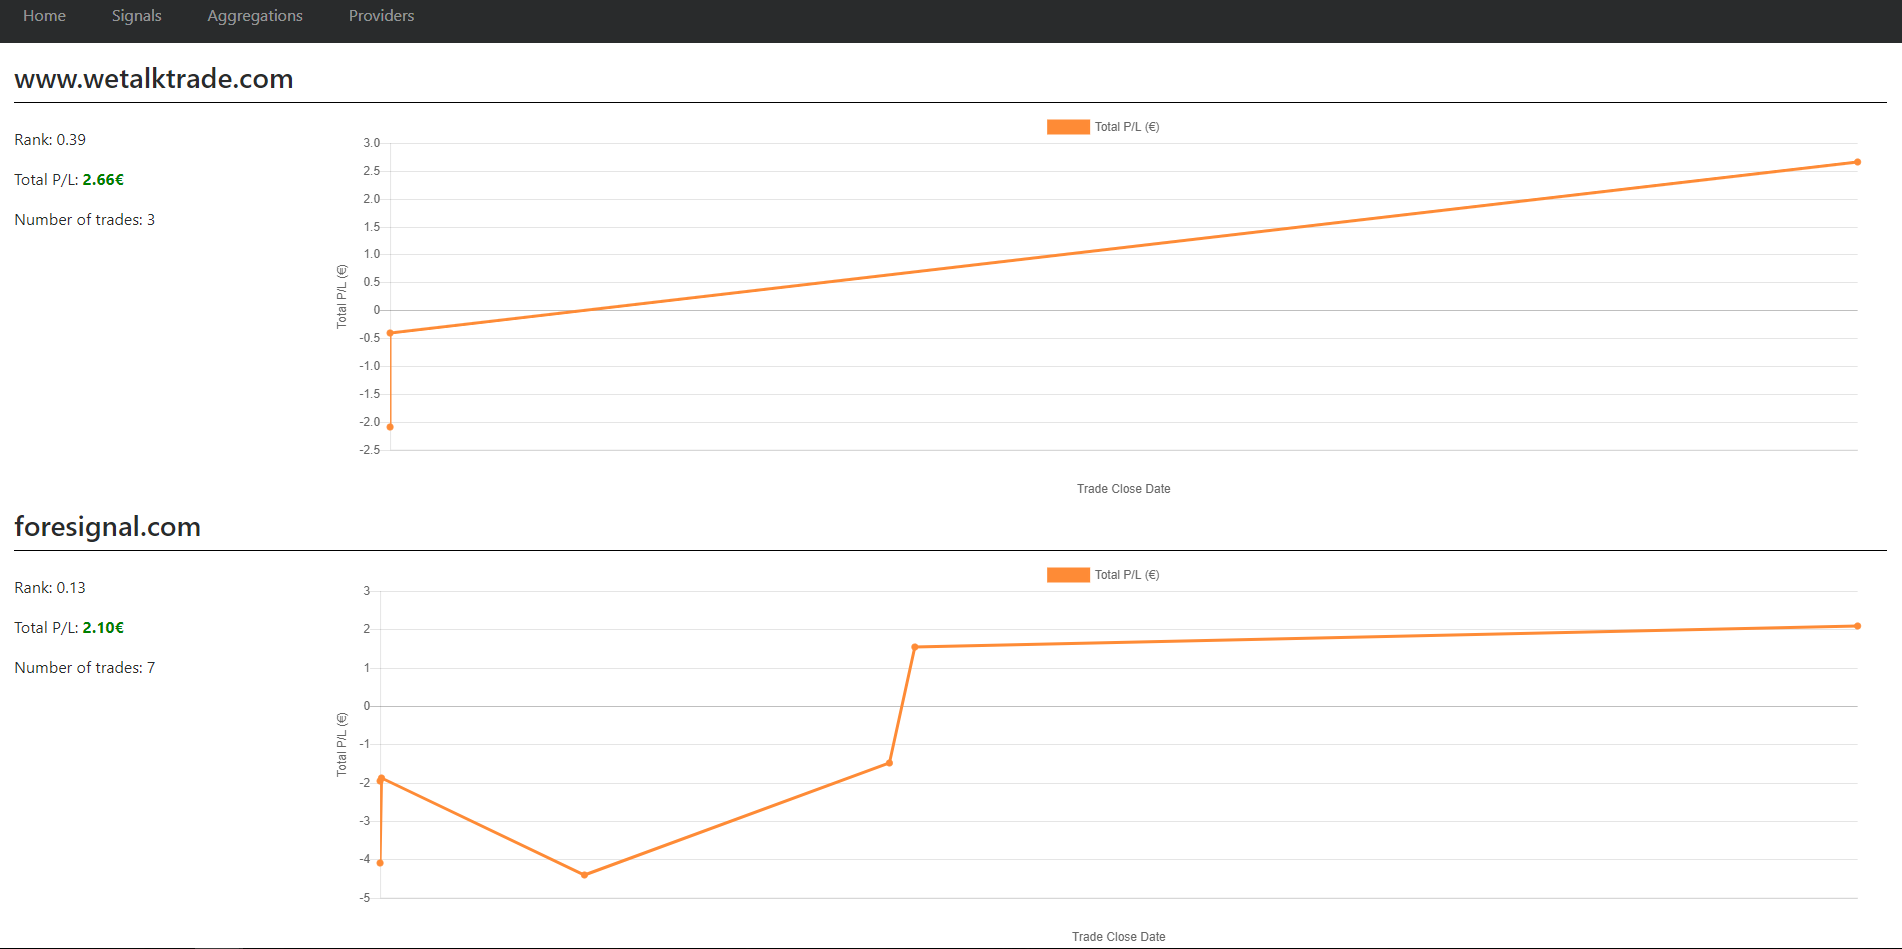 Home Signals Aggregations Providers
www.wetalktrade.com
Rank: 0.39
Total P/L: 2.66€
Number of trades: 3
Total P/L (€)
3.0
2.5
2.0
1.5
1.0
0.5
0
-0.5
-1.0
-1.5
-2.0
-2.5
Total P/L (€)
Trade Close Date
foresignal.com
Rank: 0.13
Total P/L: 2.10€
Number of trades: 7
Total P/L (€)
3
2
1
0
-1
-2
-3
-4
-5
Total P/L (€)
Trade Close Date